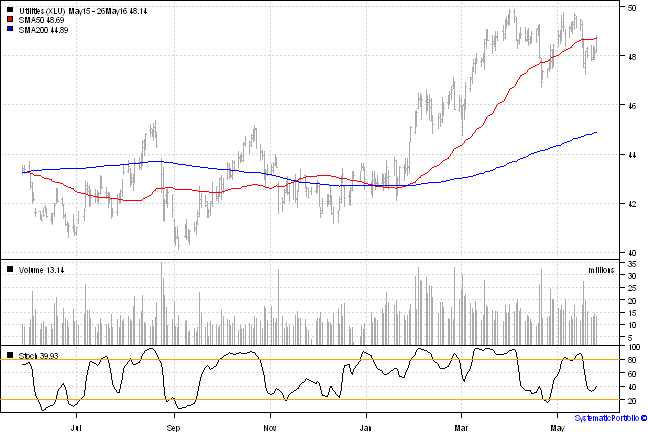 Utilities (XLU) May15 - 26May16 48.14
SMA50 48.69
SMA200 44.89
50
48
46
44
42
40
Volume 13.14
millions
35
30
25
20
15
10
5
Stoch 39.93
100
80
60
40
20
Jul Sep Nov Jan Mar May
SystematicPortfolio ©